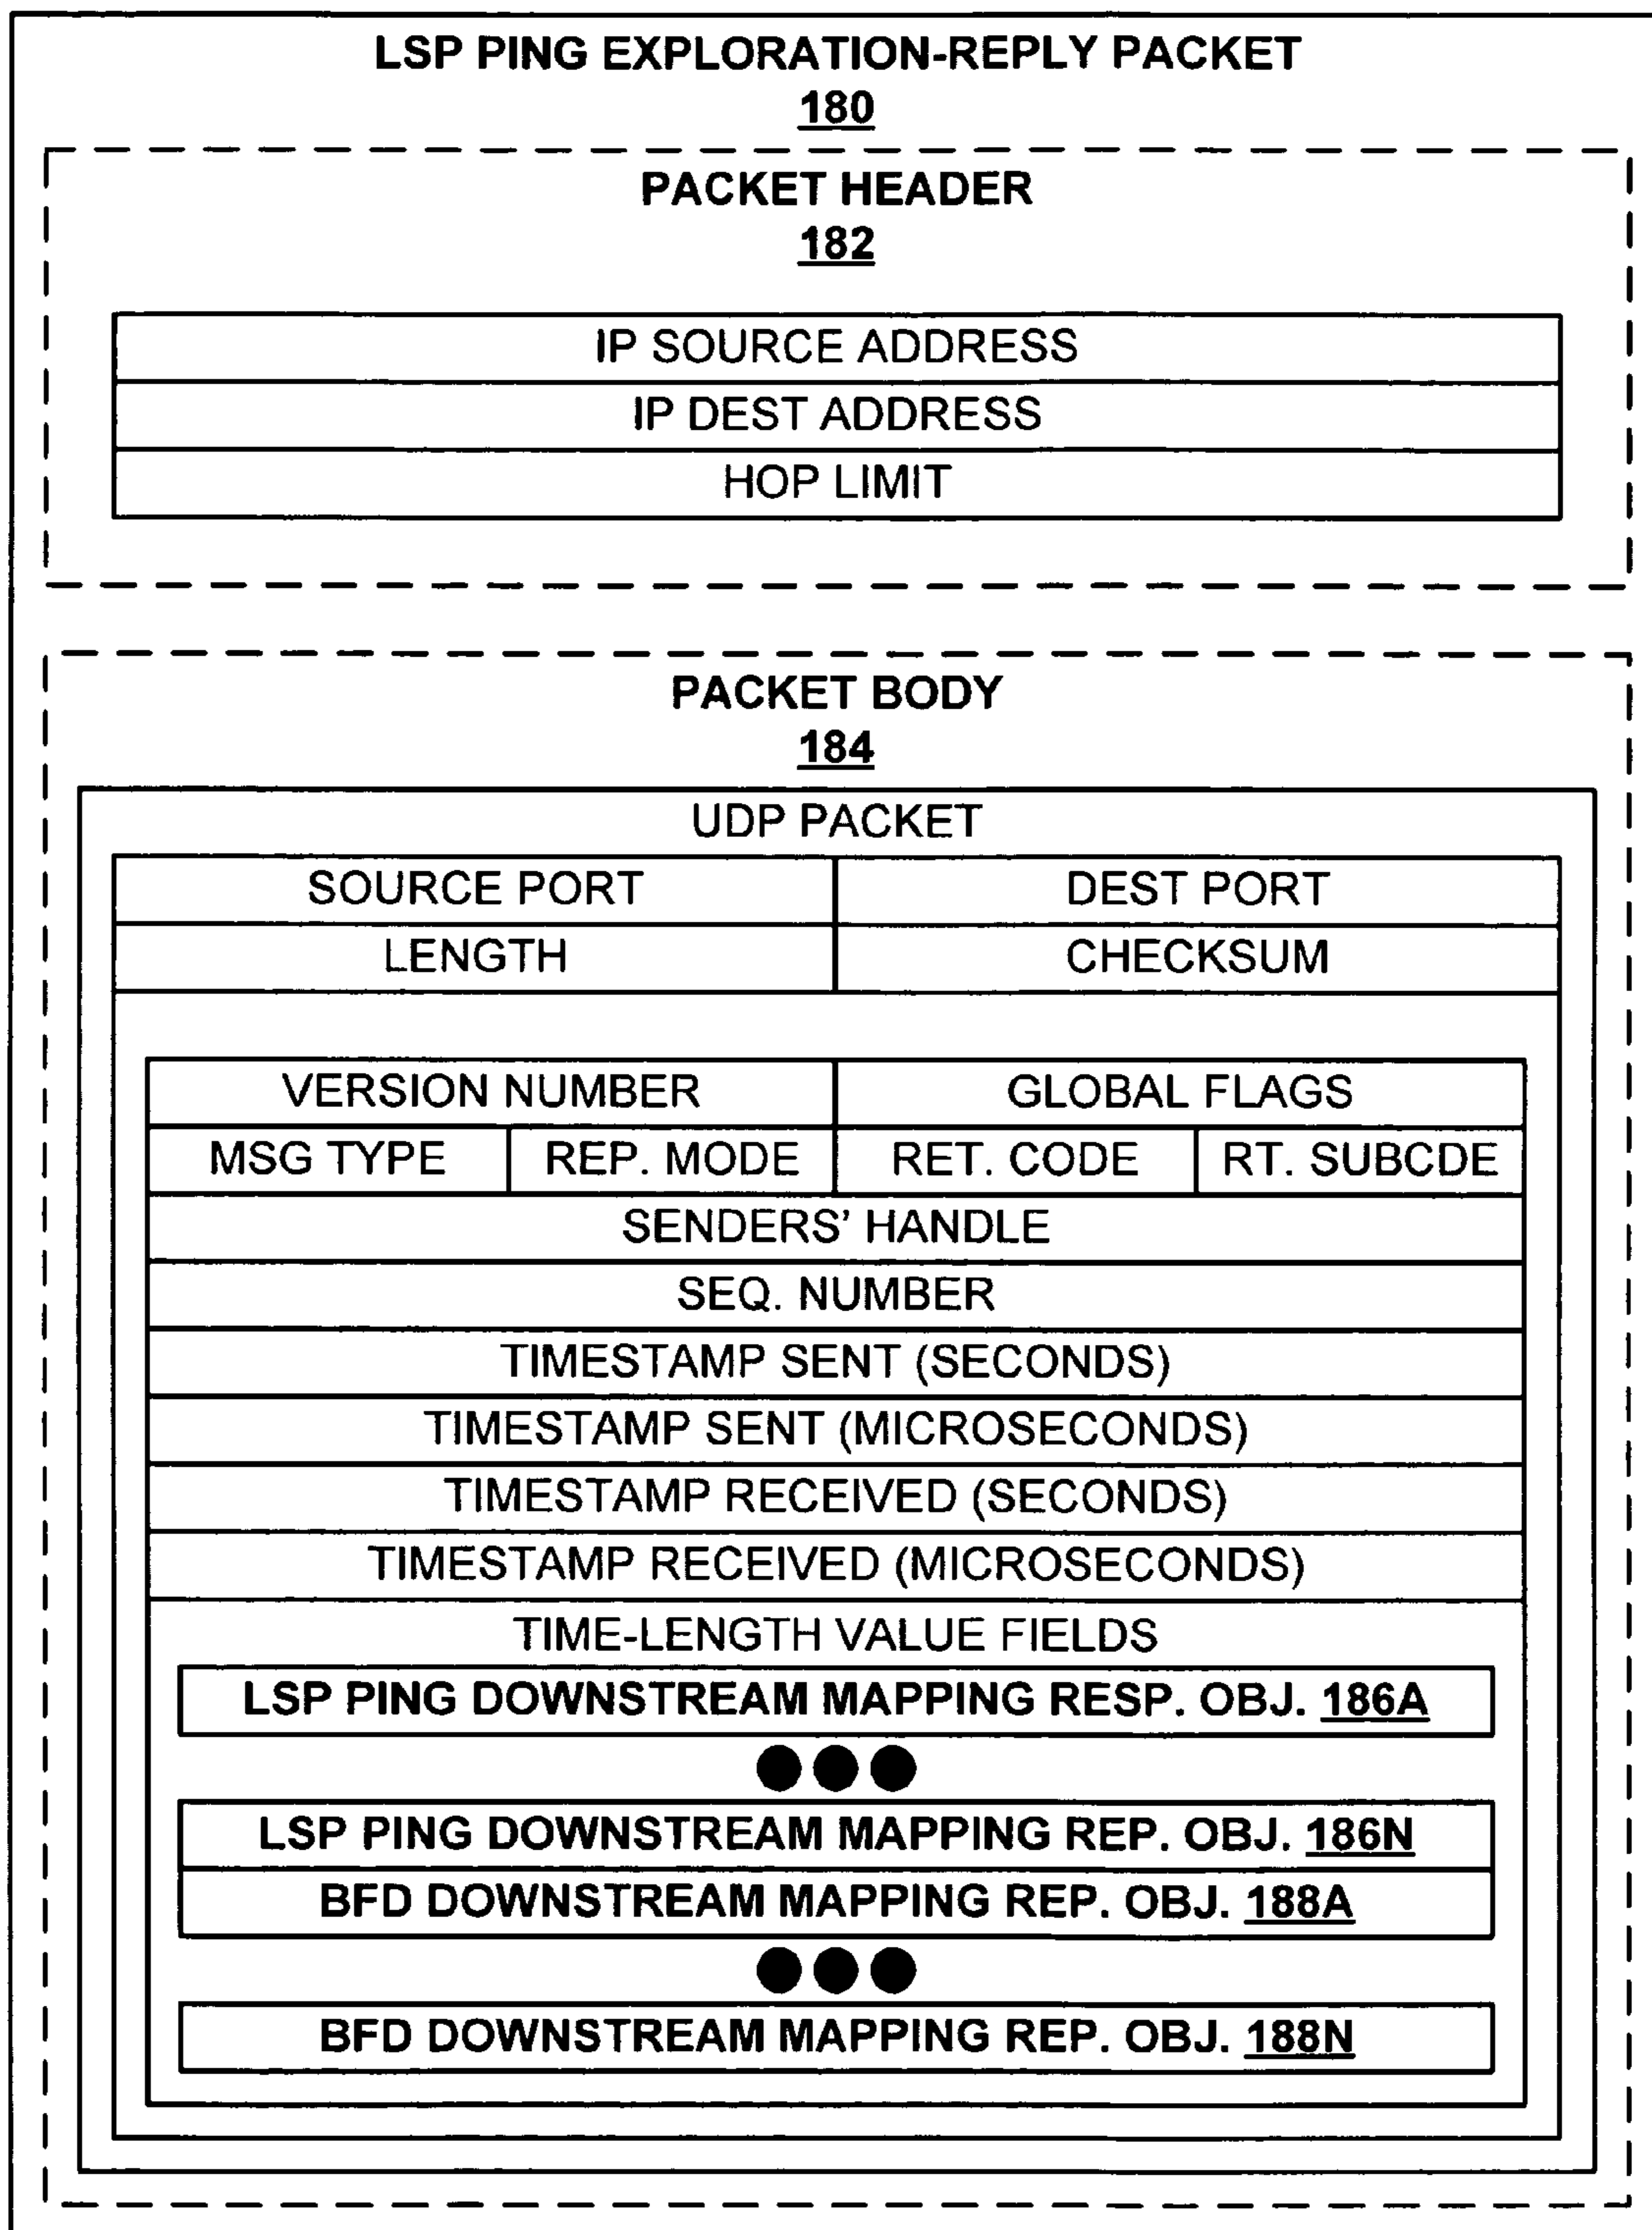 LSP PING EXPLORATION-REPLY PACKET
180
PACKET HEADER
182
IP SOURCE ADDRESS
IP DEST ADDRESS
HOP LIMIT
PACKET BODY
184
UDP PACKET
SOURCE PORT DEST PORT
LENGTH CHECKSUM
VERSION NUMBER GLOBAL FLAGS
MSG TYPE REP. MODE RET. CODE RT. SUBCDE
SENDERS' HANDLE
SEQ. NUMBER
TIMESTAMP SENT (SECONDS)
TIMESTAMP SENT (MICROSECONDS)
TIMESTAMP RECEIVED (SECONDS)
TIMESTAMP RECEIVED (MICROSECONDS)
TIME-LENGTH VALUE FIELDS
LSP PING DOWNSTREAM MAPPING RESP. OBJ. 186A
LSP PING DOWNSTREAM MAPPING REP. OBJ. 186N
BFD DOWNSTREAM MAPPING REP. OBJ. 188A
BFD DOWNSTREAM MAPPING REP. OBJ. 188N